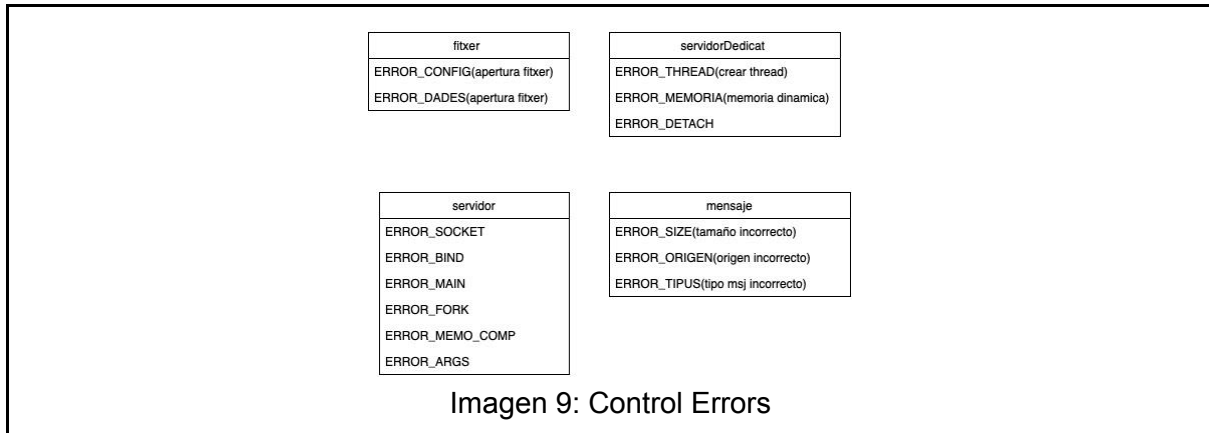 fitxer
ERROR_CONFIG(apertura fitxer)
ERROR_DADES(apertura fitxer)
servidorDedicat
ERROR_THREAD(crear thread)
ERROR_MEMORIA(memoria dinamica)
ERROR_DETACH
servidor
ERROR_SOCKET
ERROR_BIND
ERROR_MAIN
ERROR_FORK
ERROR_MEMO_COMP
ERROR_ARGS
mensaje
ERROR_SIZE(tamaño incorrecto)
ERROR_ORIGEN(origen incorrecto)
ERROR_TIPUS(tipo msj incorrecto)
Imagen 9: Control Errors